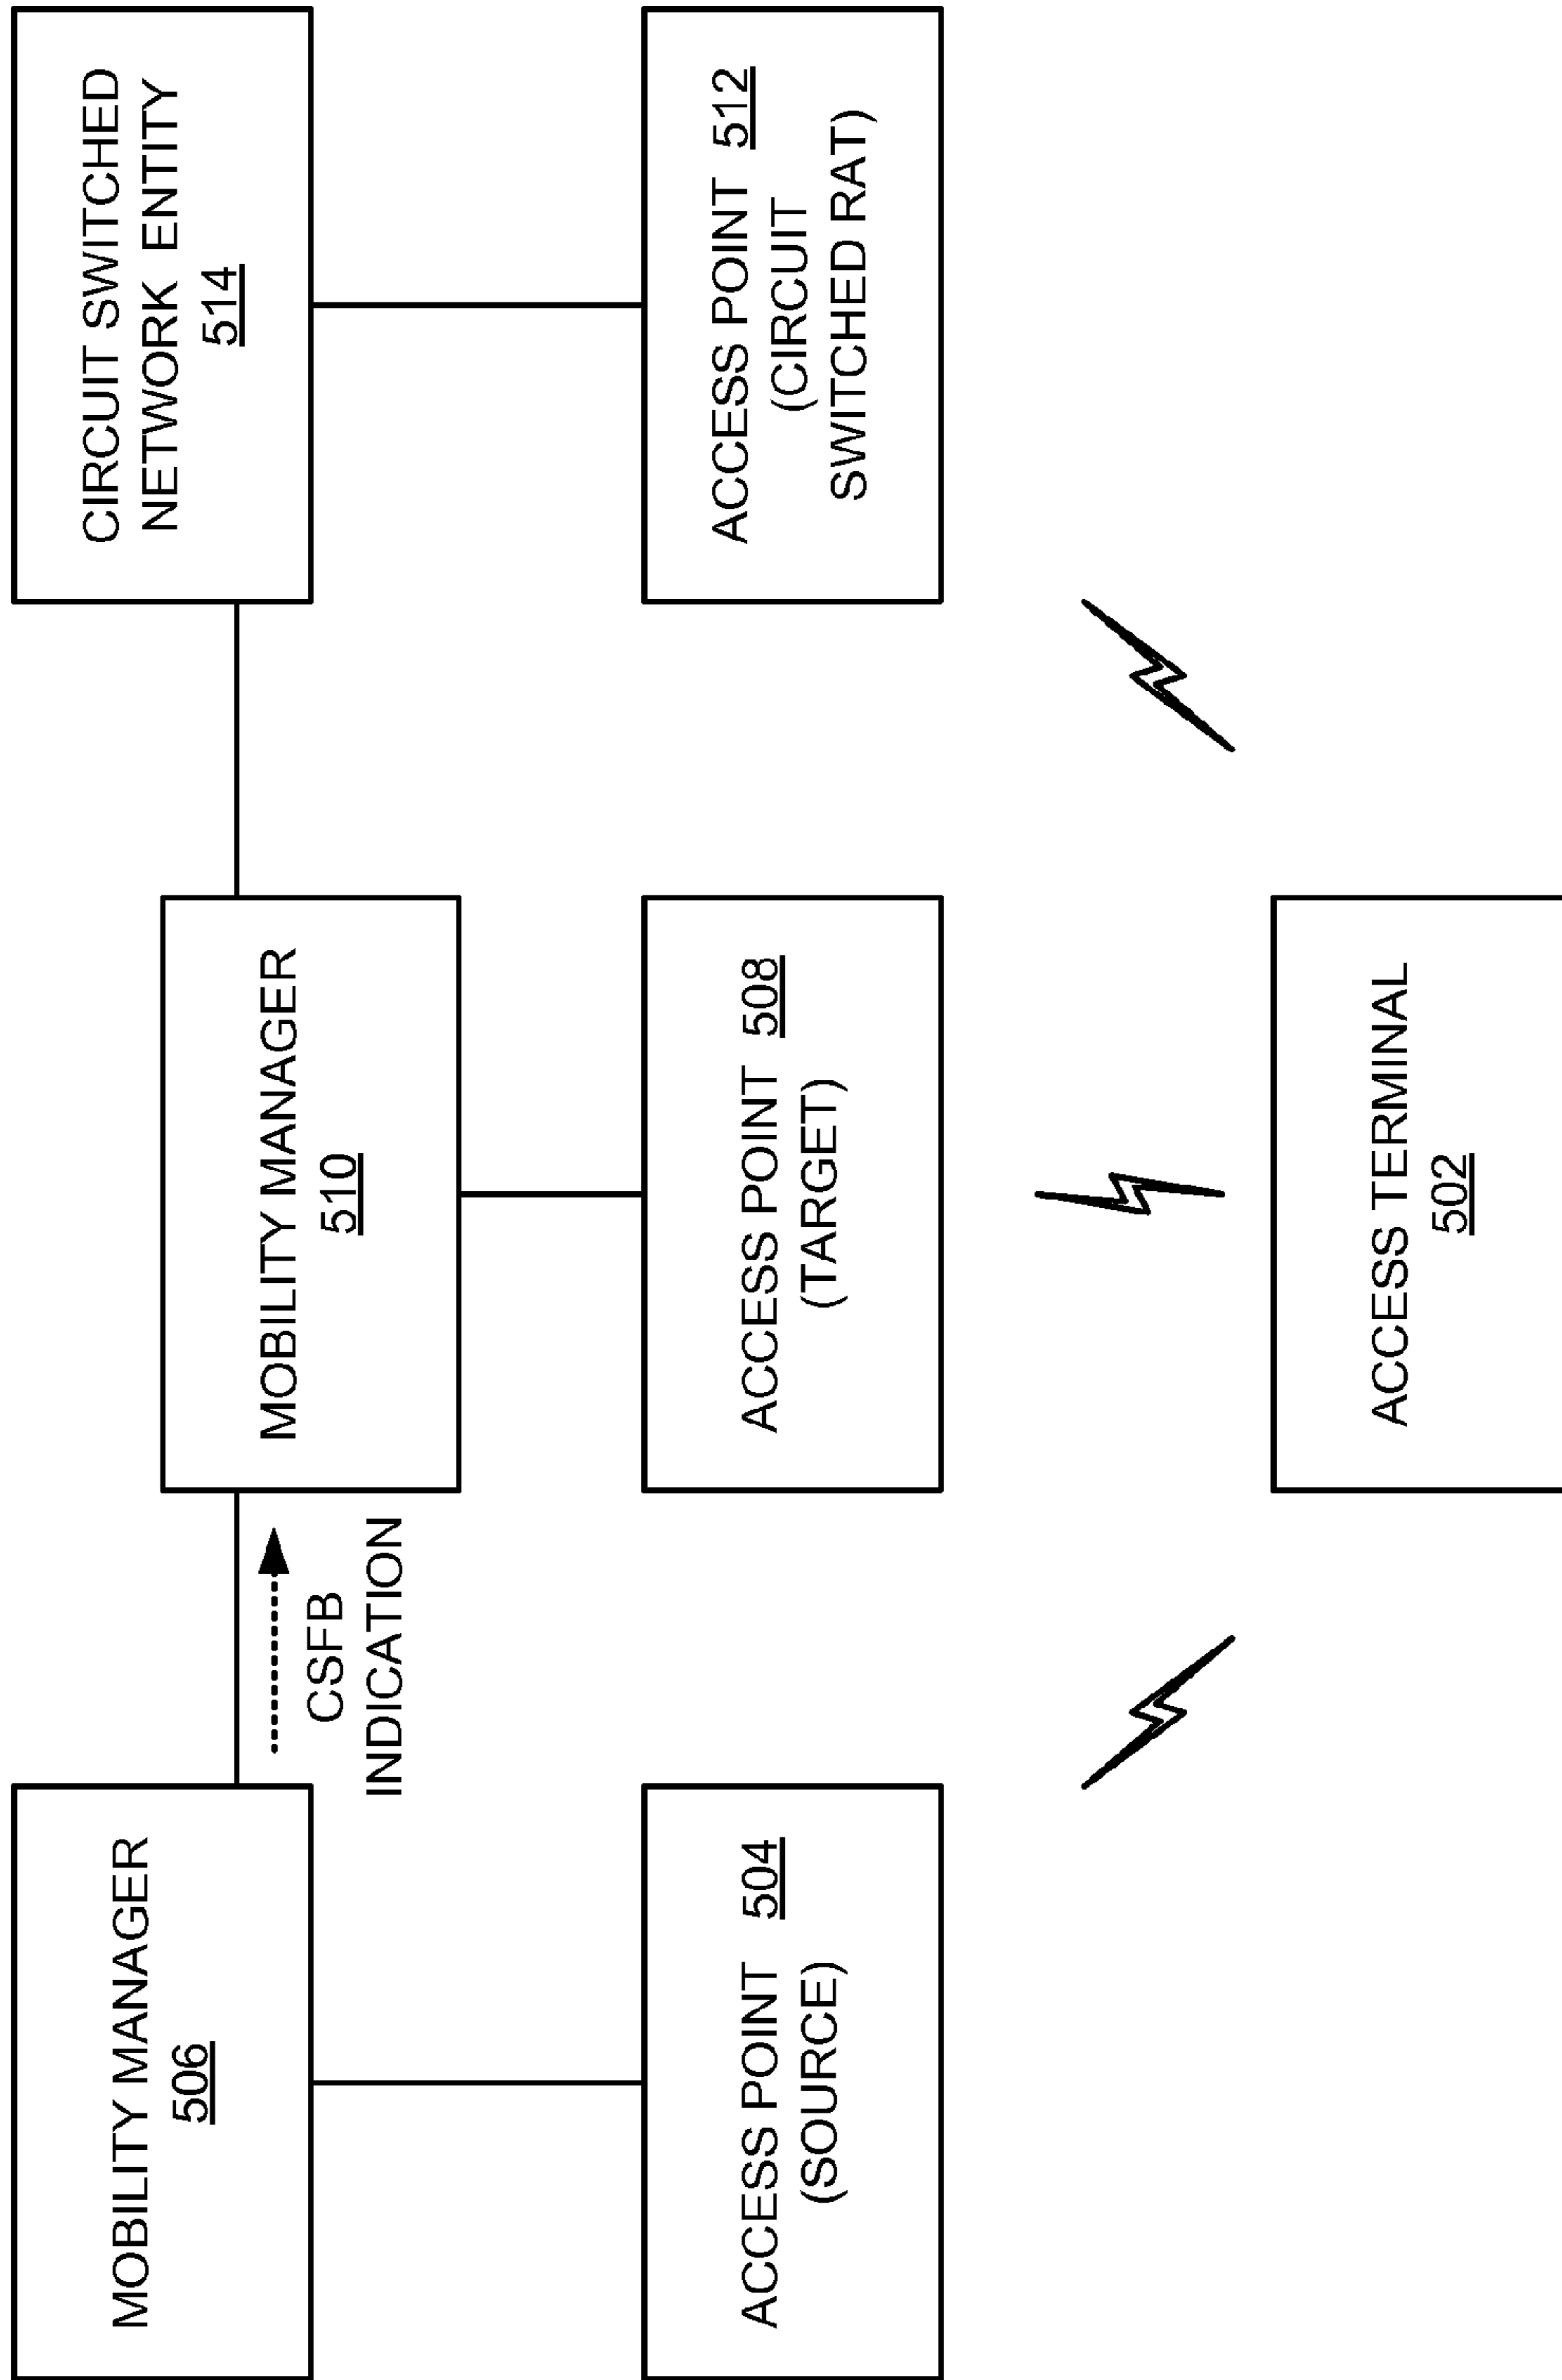 MOBILITY MANAGER
506
CSFB
INDICATION
MOBILITY MANAGER
510
CIRCUIT SWITCHED
NETWORK ENTITY
514
ACCESS POINT 504
(SOURCE)
ACCESS POINT 508
(TARGET)
ACCESS POINT 512
(CIRCUIT
SWITCHED RAT)
ACCESS TERMINAL
502